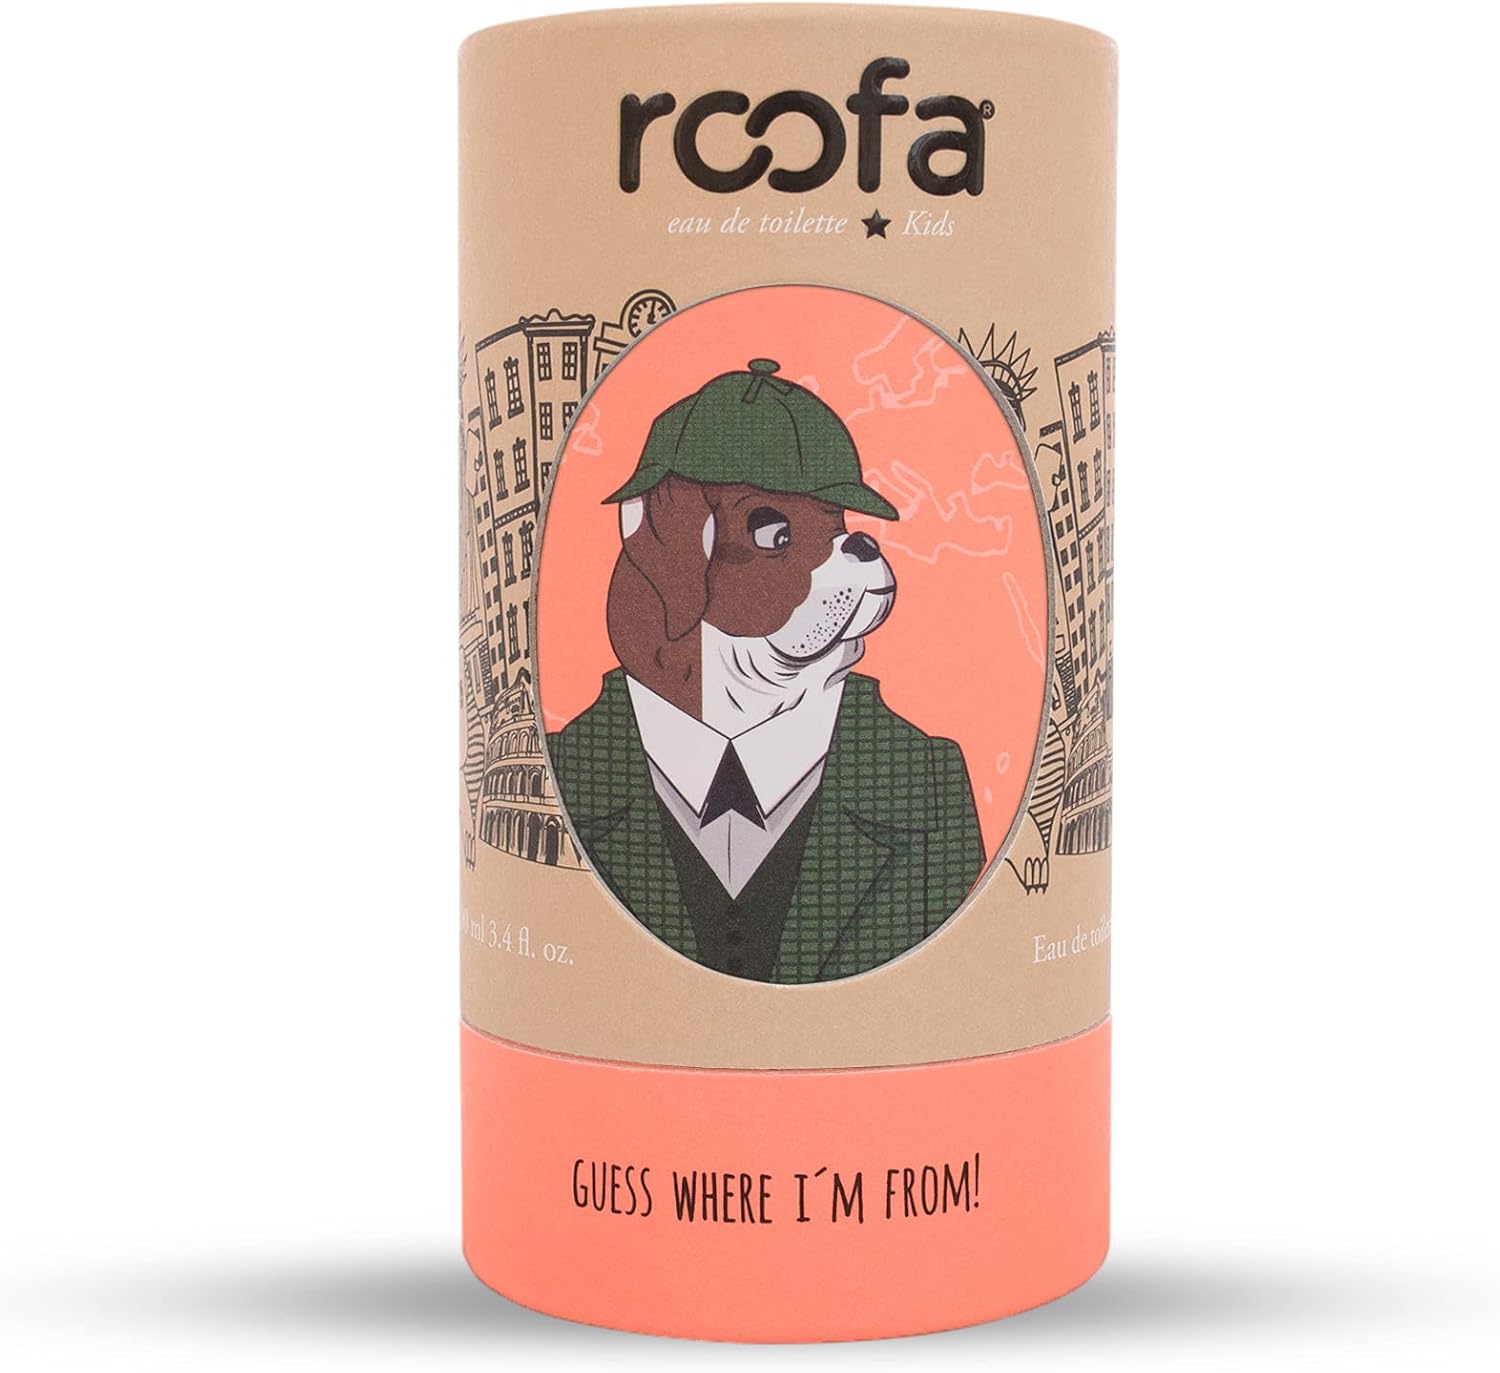 roofa®
eau de toilette ★ Kids
ml 3.4 fl. oz.
Eau de
GUESS WHERE I´M FROM!